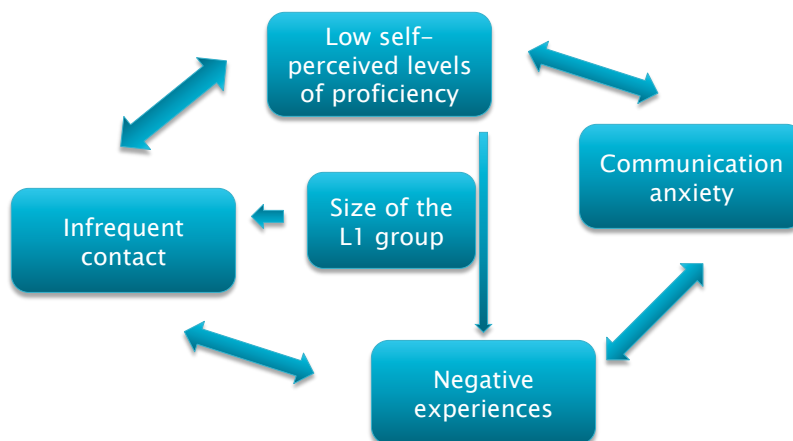 Low self-
perceived levels
of proficiency
Communication
anxiety
Size of the
L1 group
Infrequent
contact
Negative
experiences